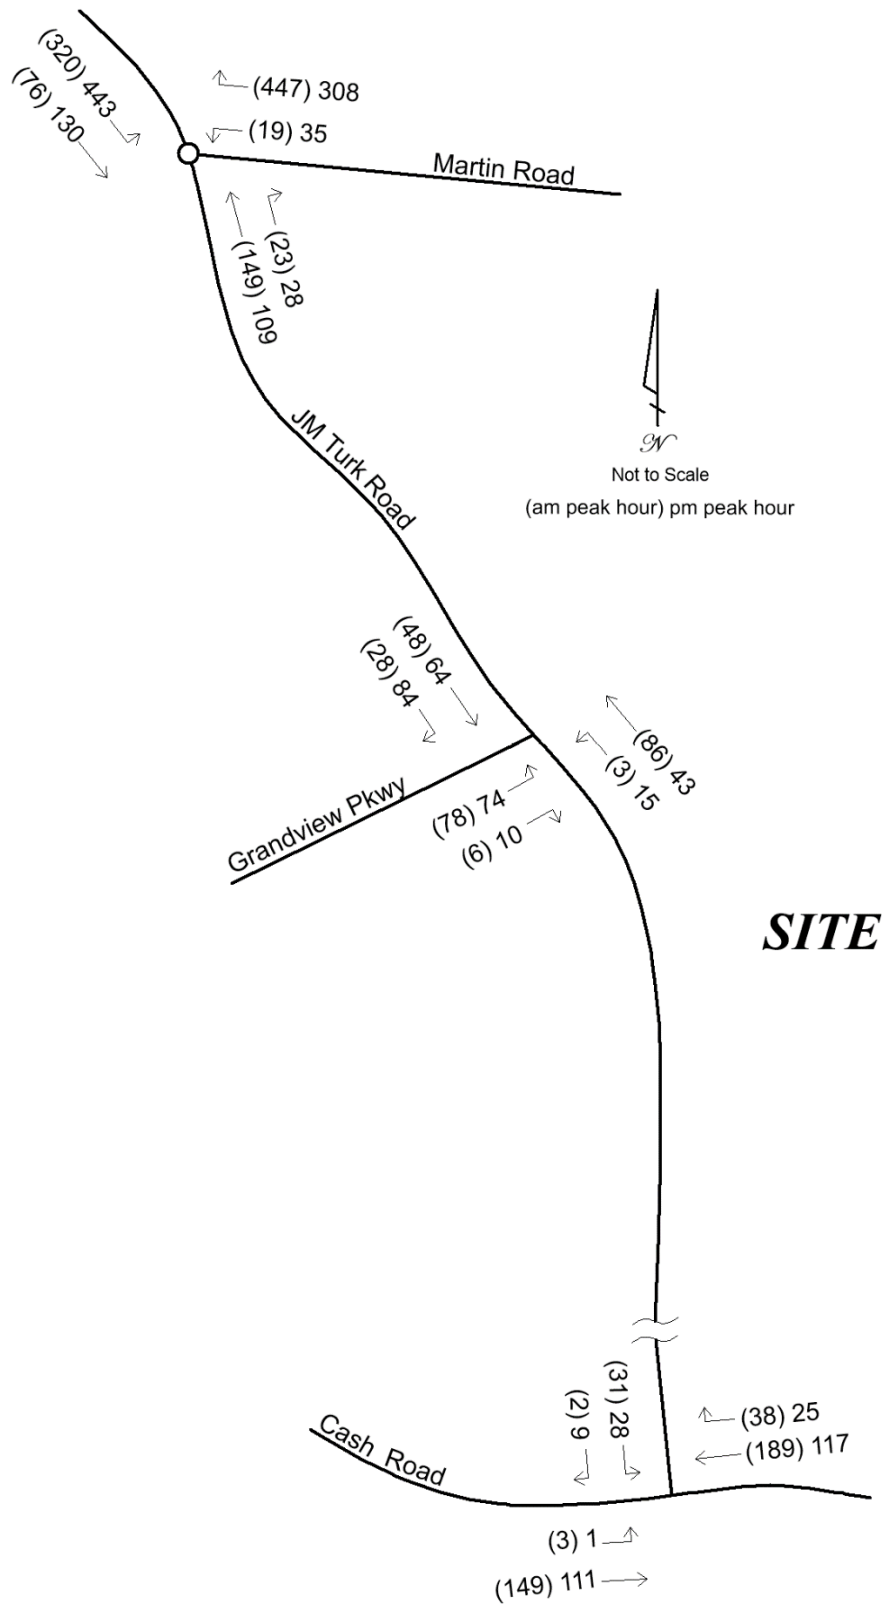 (320) 443
(76) 130
(447) 308
(19) 35
Martin Road
(23) 28
(149) 109
JM Turk Road
N
Not to Scale
(am peak hour) pm peak hour
(48) 64
(28) 84
(86) 43
(3) 15
Grandview Pkwy
(78) 74
(6) 10
SITE
(31) 28
(2) 9
(38) 25
(189) 117
Cash Road
(3) 1
(149) 111